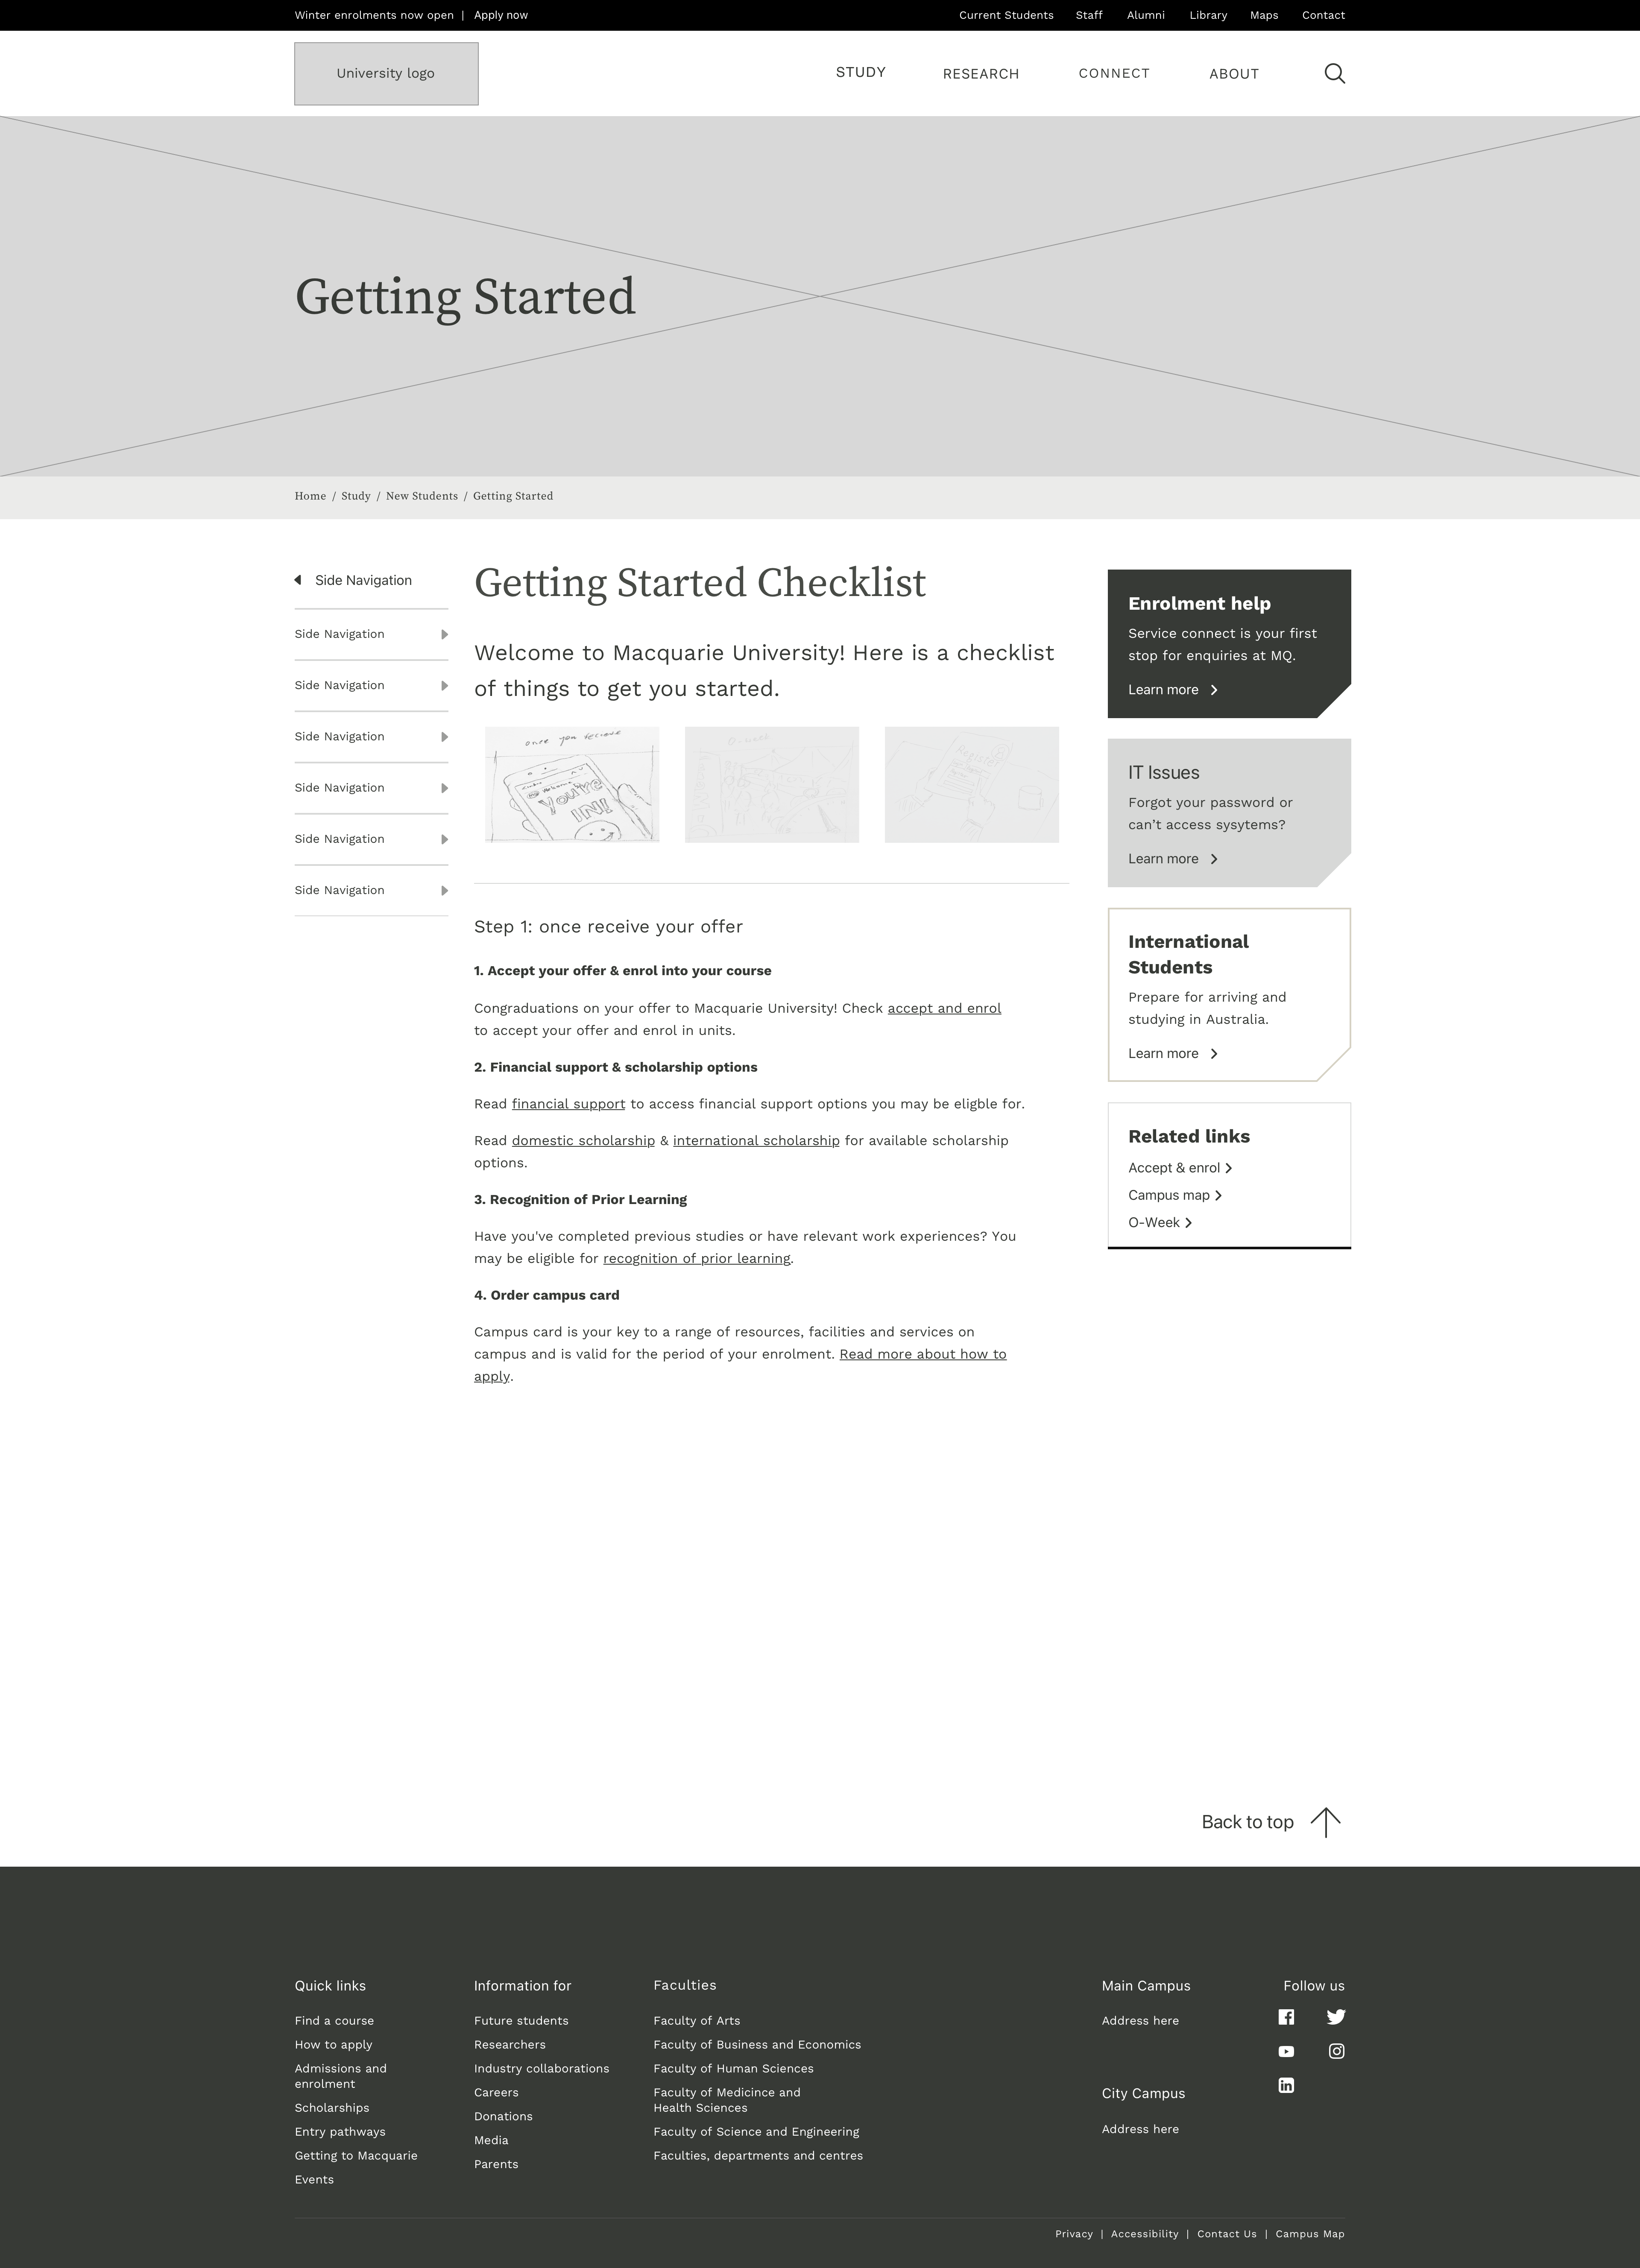 Winter enrolments now open | Apply now
Current Students Staff Alumni Library Maps Contact
University logo
STUDY RESEARCH CONNECT ABOUT
Getting Started
Home / Study / New Students / Getting Started
Side Navigation
Side Navigation
Side Navigation
Side Navigation
Side Navigation
Side Navigation
Side Navigation
Getting Started Checklist
Welcome to Macquarie University! Here is a checklist
of things to get you started.
once you receive
You're
IN!
O-week
Step 1: once receive your offer
1. Accept your offer & enrol into your course
Congraduations on your offer to Macquarie University! Check accept and enrol
to accept your offer and enrol in units.
2. Financial support & scholarship options
Read financial support to access financial support options you may be eligble for.
Read domestic scholarship & international scholarship for available scholarship
options.
3. Recognition of Prior Learning
Have you've completed previous studies or have relevant work experiences? You
may be eligible for recognition of prior learning.
4. Order campus card
Campus card is your key to a range of resources, facilities and services on
campus and is valid for the period of your enrolment. Read more about how to
apply.
Enrolment help
Service connect is your first
stop for enquiries at MQ.
Learn more
IT Issues
Forgot your password or
can’t access sysytems?
Learn more
International
Students
Prepare for arriving and
studying in Australia.
Learn more
Related links
Accept & enrol
Campus map
O-Week
Back to top
Quick links
Find a course
How to apply
Admissions and
enrolment
Scholarships
Entry pathways
Getting to Macquarie
Events
Information for
Future students
Researchers
Industry collaborations
Careers
Donations
Media
Parents
Faculties
Faculty of Arts
Faculty of Business and Economics
Faculty of Human Sciences
Faculty of Medicince and
Health Sciences
Faculty of Science and Engineering
Faculties, departments and centres
Main Campus
Address here
City Campus
Address here
Follow us
Privacy | Accessibility | Contact Us | Campus Map